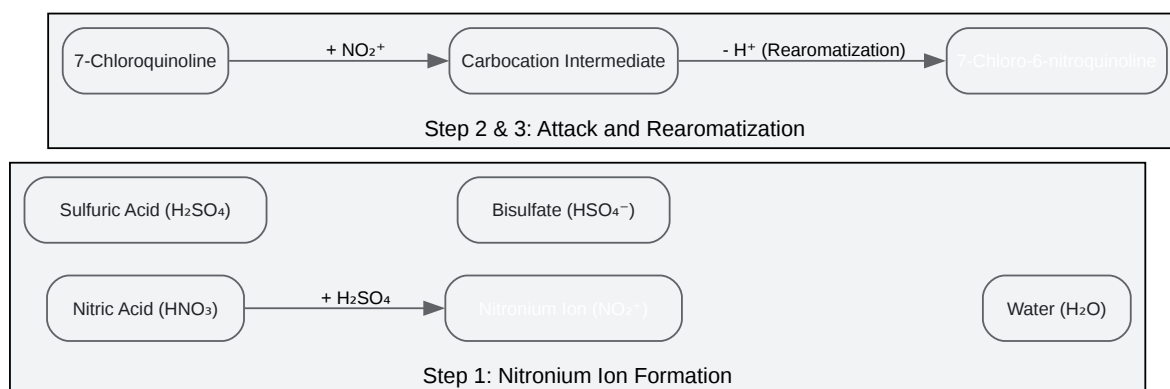 7-Chloroquinoline
+ NO₂⁺
Carbocation Intermediate
- H⁺ (Rearomatization)
7-Chloro-6-nitroquinoline
Step 2 & 3: Attack and Rearomatization
Sulfuric Acid (H₂SO₄)
Bisulfate (HSO₄⁻)
Nitric Acid (HNO₃)
+ H₂SO₄
Nitronium Ion (NO₂⁺)
Water (H₂O)
Step 1: Nitronium Ion Formation